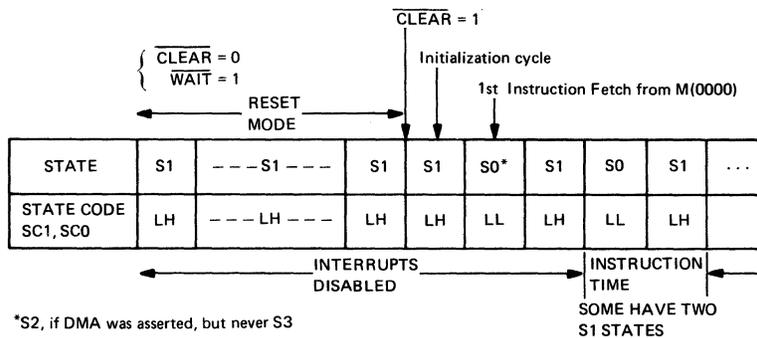 CLEAR = 1
CLEAR = 0
WAIT = 1
Initialization cycle
1st Instruction Fetch from M(0000)
RESET
MODE
STATE S1 – – – S1 – – – S1 S1 S0* S1 S0 S1 ...
STATE CODE
SC1, SC0
LH – – – LH – – – LH LH LL LH LL LH
INTERRUPTS
DISABLED
INSTRUCTION
TIME
SOME HAVE TWO
S1 STATES
*S2, if DMA was asserted, but never S3